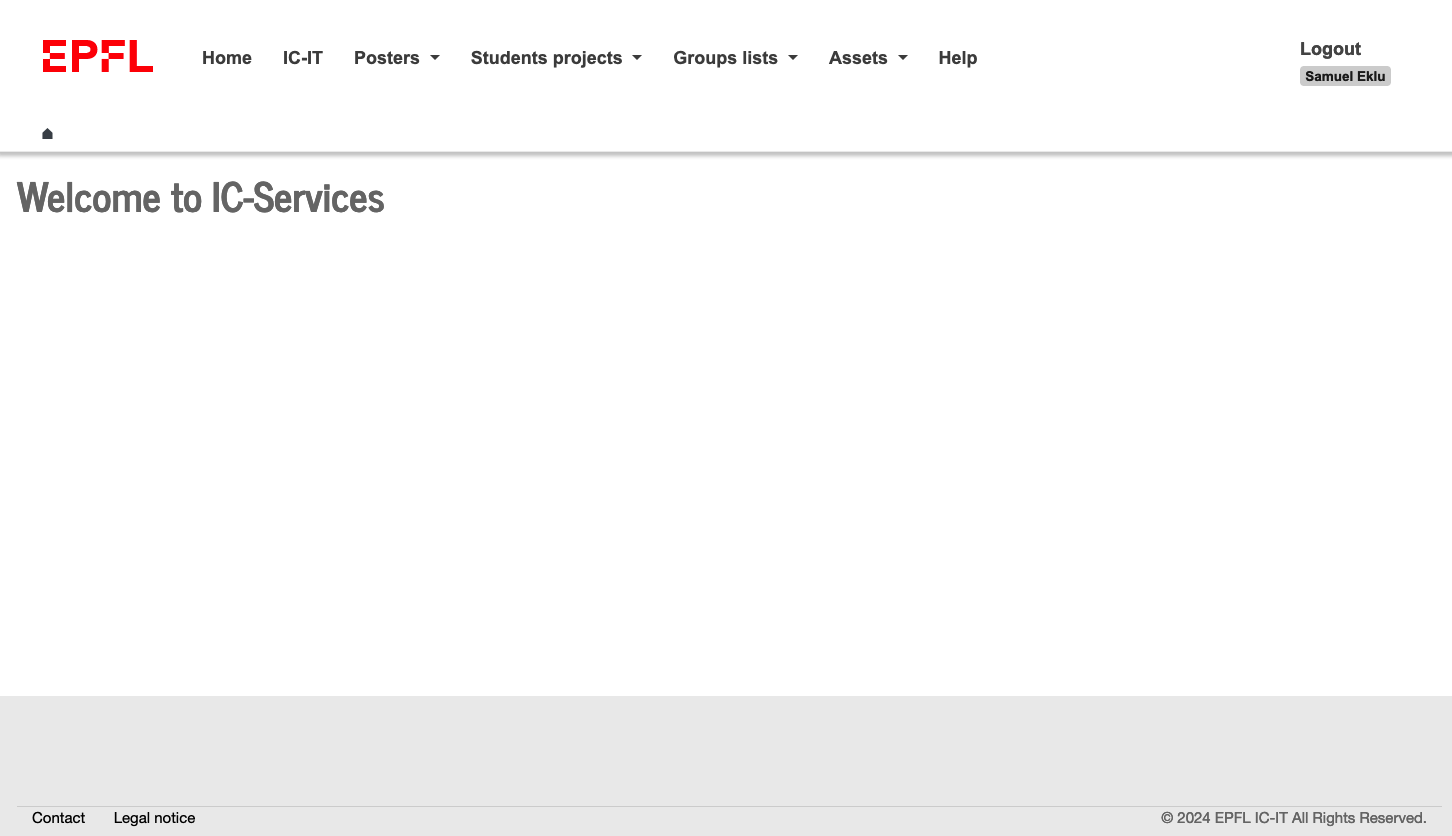 EPFL Home IC-IT Posters Students projects Groups lists Assets Help Logout
Samuel Eklu
Welcome to IC-Services
Contact Legal notice © 2024 EPFL IC-IT All Rights Reserved.